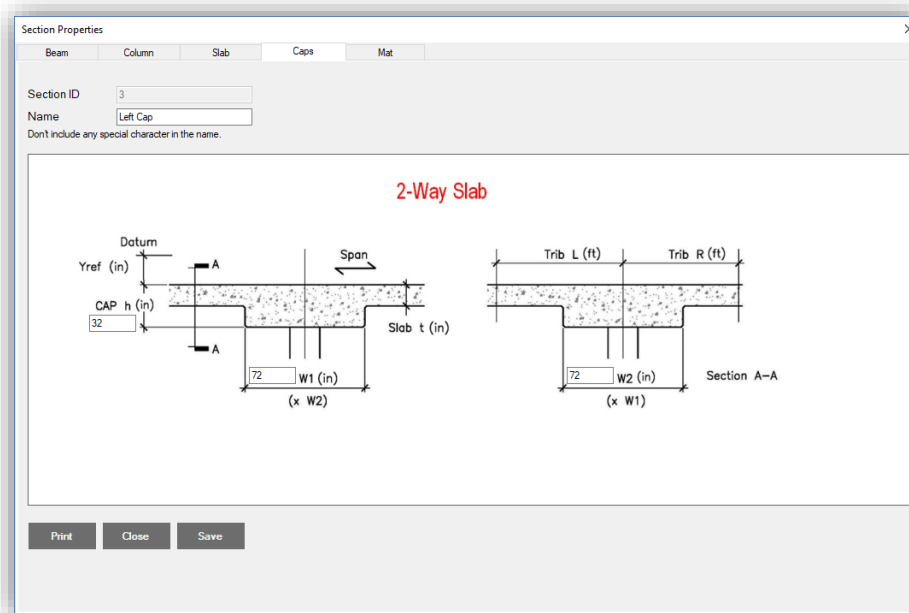 Section Properties
Beam Column Slab Caps Mat
Section ID 3
Name Left Cap
Don't include any special character in the name.
2-Way Slab
Datum
Yref (in)
A
Span
Trib L (ft) Trib R (ft)
CAP h (in)
32
Slab t (in)
A
72 W1 (in)
72 W2 (in)
Section A-A
(x W2)
(x W1)
Print Close Save